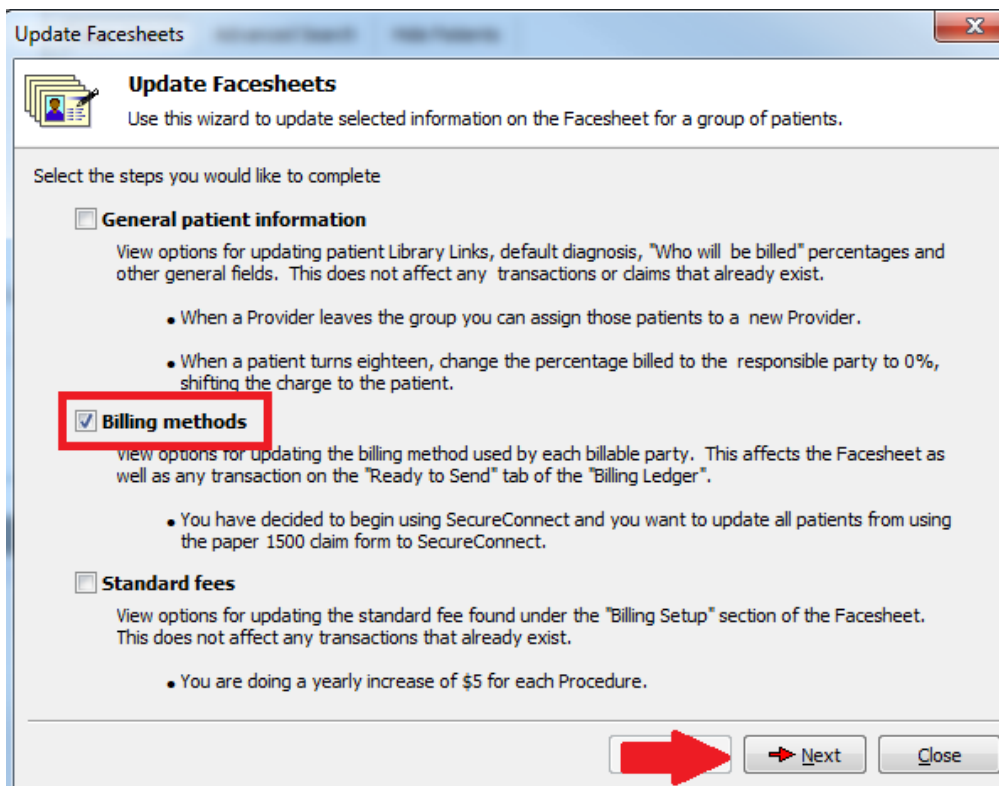 Update Facesheets
Update Facesheets
Use this wizard to update selected information on the Facesheet for a group of patients.
Select the steps you would like to complete
General patient information
View options for updating patient Library Links, default diagnosis, "Who will be billed" percentages and
other general fields. This does not affect any transactions or claims that already exist.
• When a Provider leaves the group you can assign those patients to a new Provider.
• When a patient turns eighteen, change the percentage billed to the responsible party to 0%,
shifting the charge to the patient.
Billing methods
View options for updating the billing method used by each billable party. This affects the Facesheet as
well as any transaction on the "Ready to Send" tab of the "Billing Ledger".
• You have decided to begin using SecureConnect and you want to update all patients from using
the paper 1500 claim form to SecureConnect.
Standard fees
View options for updating the standard fee found under the "Billing Setup" section of the Facesheet.
This does not affect any transactions that already exist.
• You are doing a yearly increase of $5 for each Procedure.
Next Close